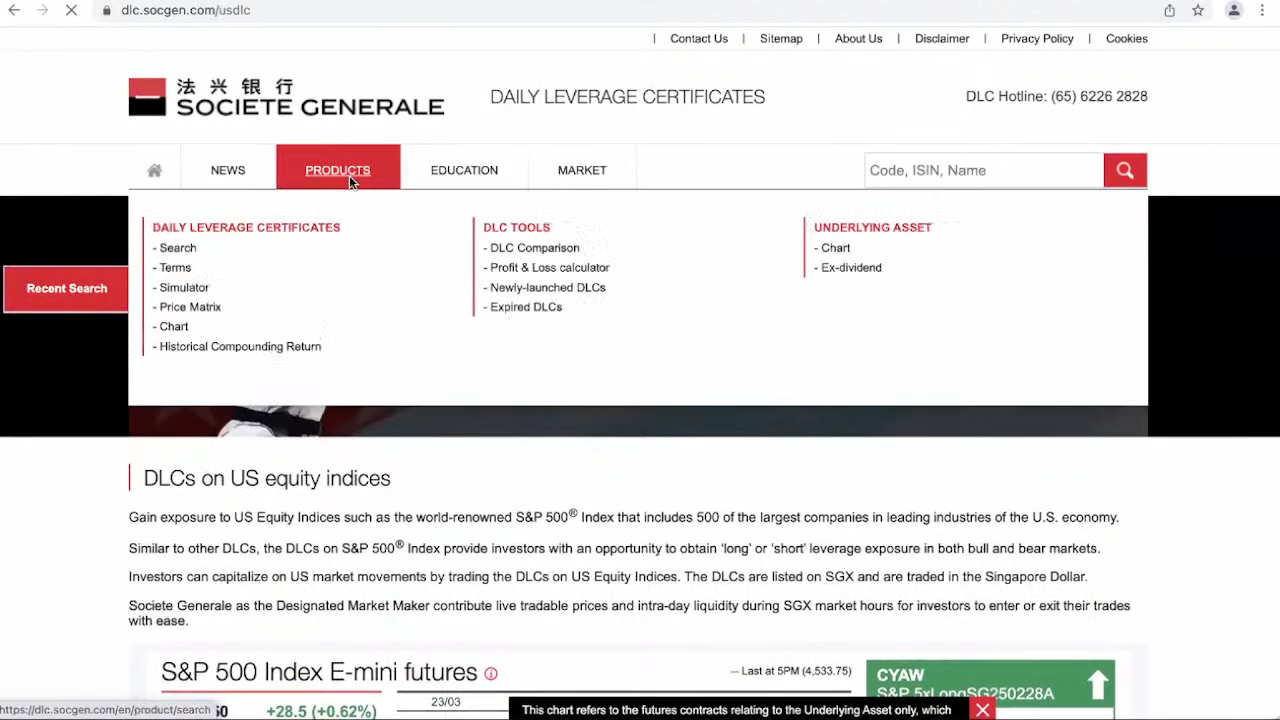 dlc.socgen.com/usdlc
Contact Us | Sitemap | About Us | Disclaimer | Privacy Policy | Cookies
法兴银行
SOCIETE GENERALE
DAILY LEVERAGE CERTIFICATES
DLC Hotline: (65) 6226 2828
NEWS
PRODUCTS
EDUCATION
MARKET
Code, ISIN, Name
DAILY LEVERAGE CERTIFICATES
- Search
- Terms
- Simulator
- Price Matrix
- Chart
- Historical Compounding Return
DLC TOOLS
- DLC Comparison
- Profit & Loss calculator
- Newly-launched DLCs
- Expired DLCs
UNDERLYING ASSET
- Chart
- Ex-dividend
Recent Search
DLCs on US equity indices
Gain exposure to US Equity Indices such as the world-renowned S&P 500® Index that includes 500 of the largest companies in leading industries of the U.S. economy.
Similar to other DLCs, the DLCs on S&P 500® Index provide investors with an opportunity to obtain ‘long’ or ‘short’ leverage exposure in both bull and bear markets.
Investors can capitalize on US market movements by trading the DLCs on US Equity Indices. The DLCs are listed on SGX and are traded in the Singapore Dollar.
Societe Generale as the Designated Market Maker contribute live tradable prices and intra-day liquidity during SGX market hours for investors to enter or exit their trades
with ease.
S&P 500 Index E-mini futures
— Last at 5PM (4,533.75)
CYAW
S&P 5xLongSG250228A
23/03
+28.5 (+0.62%)
https://dlc.socgen.com/en/product/search
This chart refers to the futures contracts relating to the Underlying Asset only, which